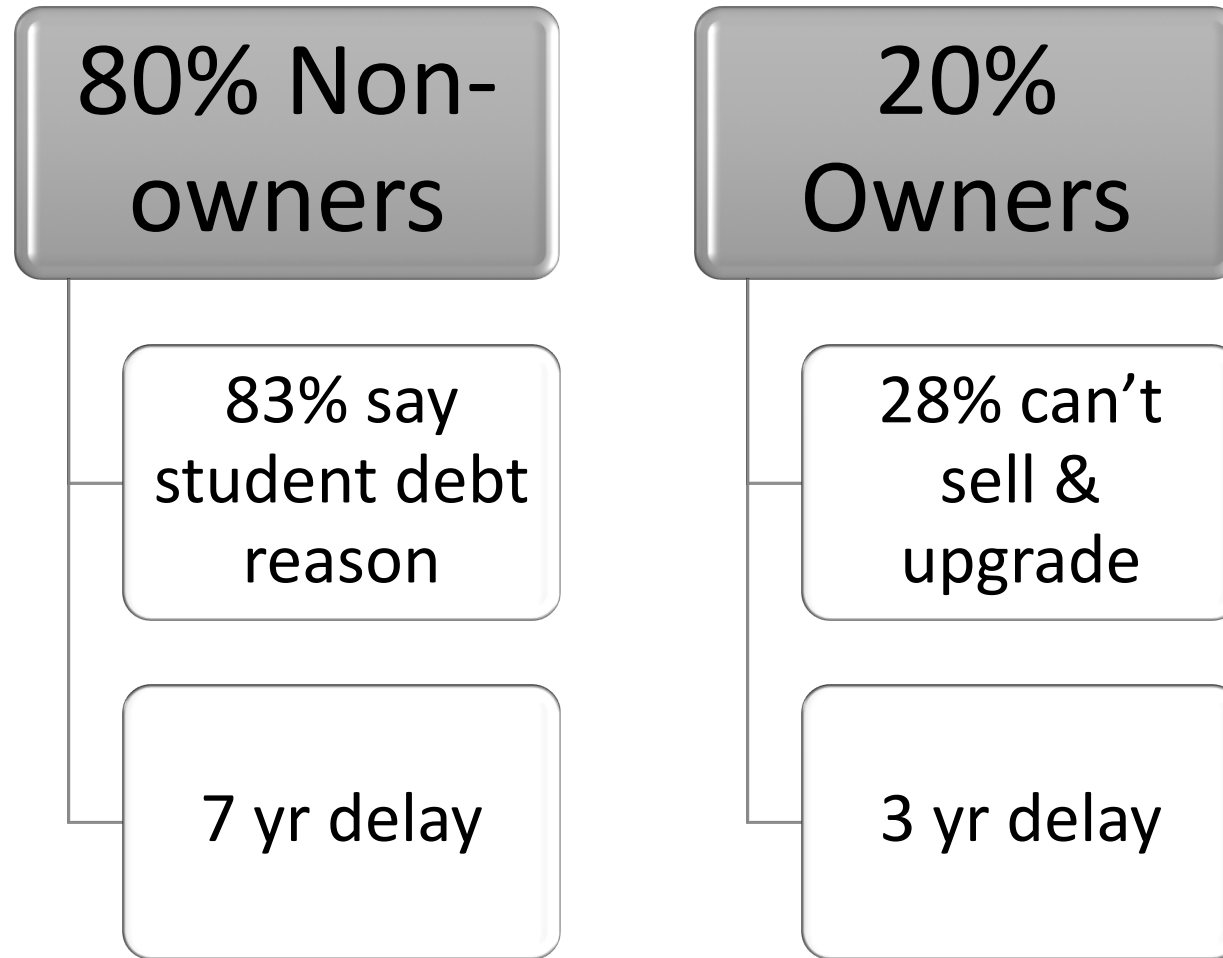 80% Non-
owners
83% say
student debt
reason
7 yr delay
20%
Owners
28% can’t
sell &
upgrade
3 yr delay